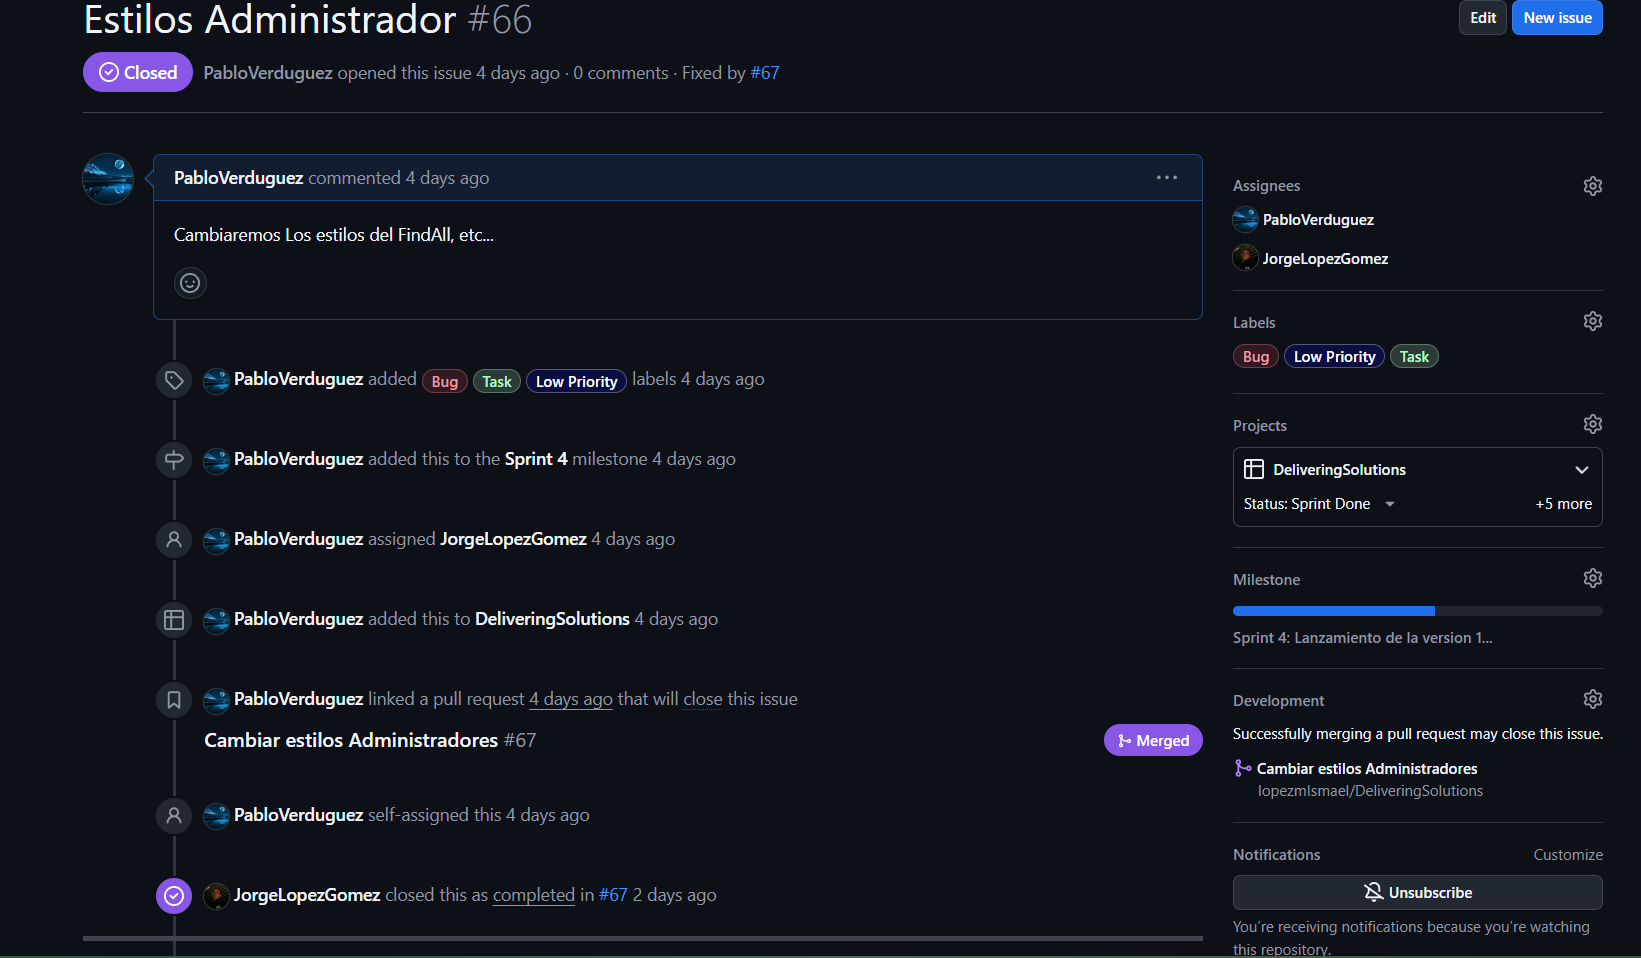 Estilos Administrador #66
Edit
New issue
Closed
PabloVerduguez opened this issue 4 days ago · 0 comments · Fixed by #67
PabloVerduguez commented 4 days ago
Cambiaremos Los estilos del FindAll, etc...
PabloVerduguez added Bug Task Low Priority labels 4 days ago
PabloVerduguez added this to the Sprint 4 milestone 4 days ago
PabloVerduguez assigned JorgeLopezGomez 4 days ago
PabloVerduguez added this to DeliveringSolutions 4 days ago
PabloVerduguez linked a pull request 4 days ago that will close this issue
Cambiar estilos Administradores #67
Merged
PabloVerduguez self-assigned this 4 days ago
JorgeLopezGomez closed this as completed in #67 2 days ago
Assignees
PabloVerduguez
JorgeLopezGomez
Labels
Bug Low Priority Task
Projects
DeliveringSolutions
Status: Sprint Done +5 more
Milestone
Sprint 4: Lanzamiento de la version 1...
Development
Successfully merging a pull request may close this issue.
Cambiar estilos Administradores
lopezmIsmael/DeliveringSolutions
Notifications Customize
Unsubscribe
You're receiving notifications because you're watching
this repository.